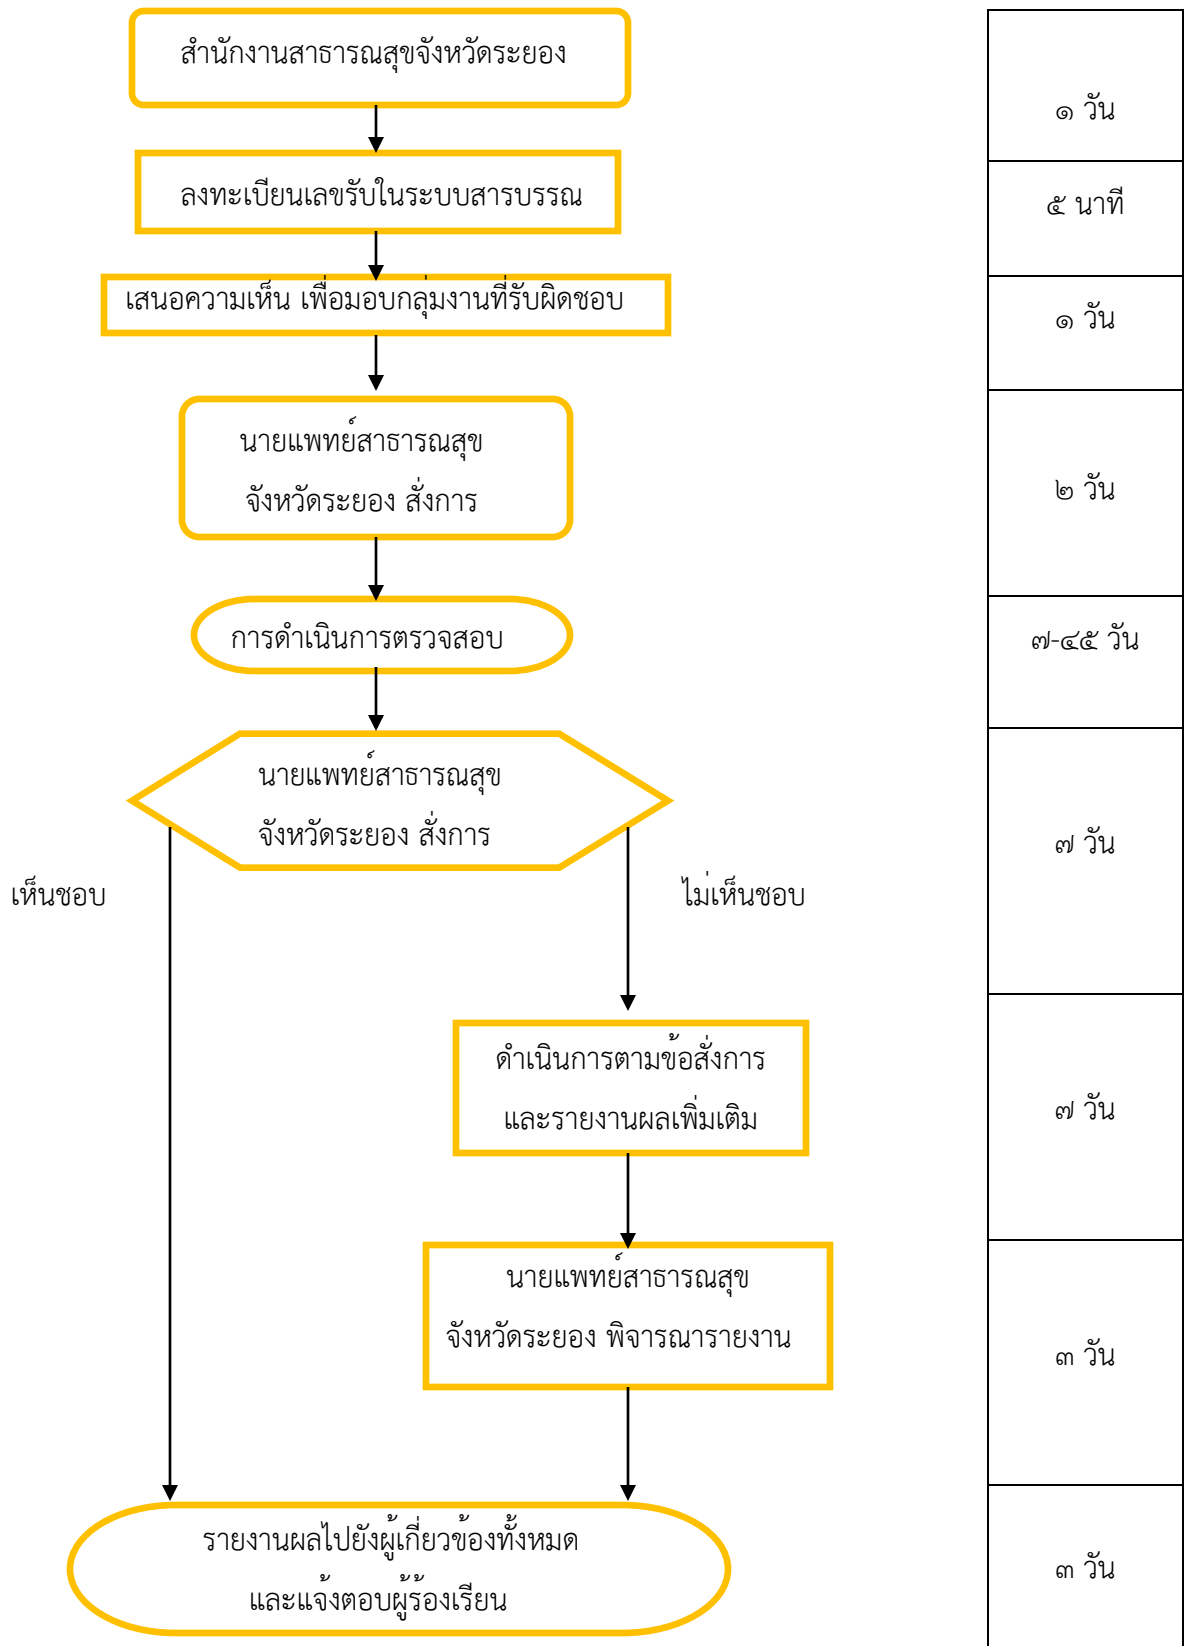 สำนักงานสาธารณสุขจังหวัดระยอง
๑ วัน
ลงทะเบียนเลขรับในระบบสารบรรณ
๕ นาที
เสนอความเห็น เพื่อมอบกลุ่มงานที่รับผิดชอบ
๑ วัน
นายแพทย์สาธารณสุข
จังหวัดระยอง สั่งการ
๒ วัน
การดำเนินการตรวจสอบ
๗-๔๕ วัน
นายแพทย์สาธารณสุข
จังหวัดระยอง สั่งการ
๗ วัน
เห็นชอบ
ไม่เห็นชอบ
ดำเนินการตามข้อสั่งการ
และรายงานผลเพิ่มเติม
๗ วัน
นายแพทย์สาธารณสุข
จังหวัดระยอง พิจารณารายงาน
๓ วัน
รายงานผลไปยังผู้เกี่ยวข้องทั้งหมด
และแจ้งตอบผู้ร้องเรียน
๓ วัน